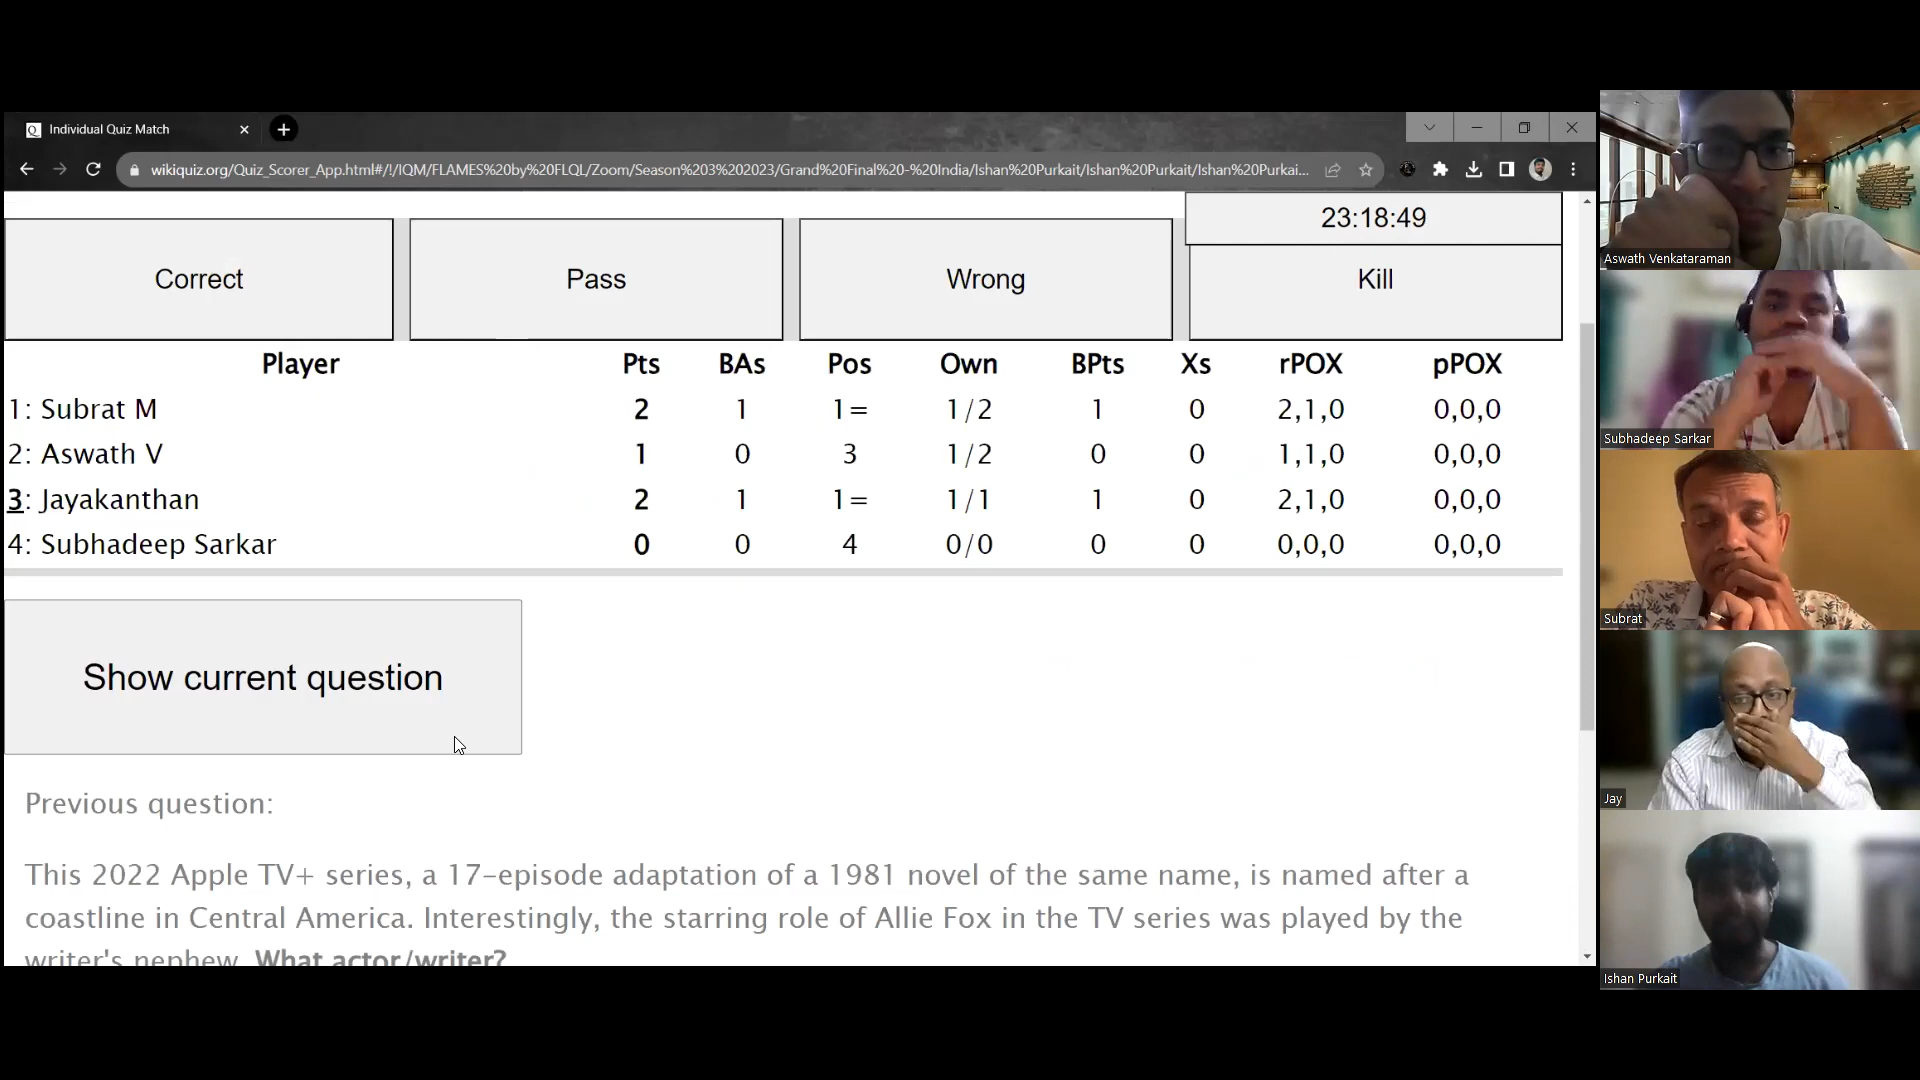 Individual Quiz Match
wikiquiz.org/Quiz_Scorer_App.html#/!/IQM/FLAMES%20by%20FLQL/Zoom/Season%203%202023/Grand%20Final%20-%20India/Ishan%20Purkait/Ishan%20Purkait/Ishan%20Purkai...
23:18:49
Correct Pass Wrong Kill
Player Pts BAs Pos Own BPts Xs rPOX pPOX
1: Subrat M 2 1 1= 1/2 1 0 2,1,0 0,0,0
2: Aswath V 1 0 3 1/2 0 0 1,1,0 0,0,0
3: Jayakanthan 2 1 1= 1/1 1 0 2,1,0 0,0,0
4: Subhadeep Sarkar 0 0 4 0/0 0 0 0,0,0 0,0,0
Show current question
Previous question:
This 2022 Apple TV+ series, a 17-episode adaptation of a 1981 novel of the same name, is named after a
coastline in Central America. Interestingly, the starring role of Allie Fox in the TV series was played by the
writer's nephew. What actor/writer?
Aswath Venkataraman
Subhadeep Sarkar
Subrat
Jay
Ishan Purkait